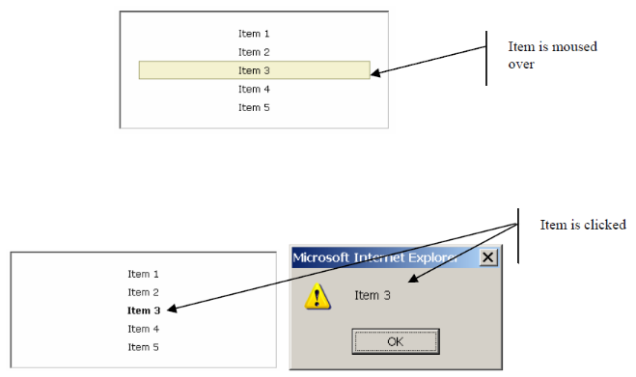 Item 1
Item 2
Item 3
Item 4
Item 5
Item is moused
over
Item is clicked
Item 1
Item 2
Item 3
Item 4
Item 5
Microsoft Internet Explorer
Item 3
OK